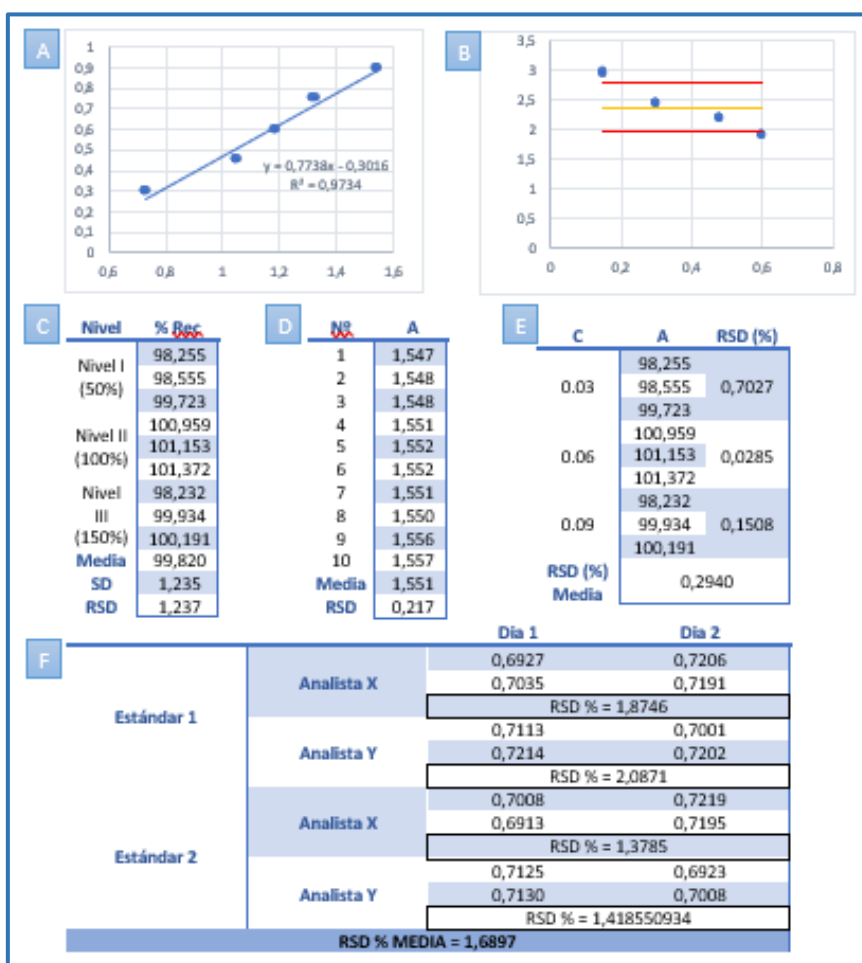 A
1
0,9
0,8
0,7
0,6
0,5
0,4
0,3
0,2
0,1
0
y = 0,7738x - 0,3016
R² = 0,9734
0,6 0,8 1 1,2 1,4 1,6
B
3,5
3
2,5
2
1,5
1
0,5
0
0 0,2 0,4 0,6 0,8
C
Nivel % Rec
Nivel I (50%)
98,255
98,555
99,723
Nivel II (100%)
100,959
101,153
101,372
Nivel III (150%)
98,232
99,934
100,191
Media 99,820
SD 1,235
RSD 1,237
D
Nº A
1 1,547
2 1,548
3 1,548
4 1,551
5 1,552
6 1,552
7 1,551
8 1,550
9 1,556
10 1,557
Media 1,551
RSD 0,217
E
C A RSD (%)
98,255
0.03 98,555 0,7027
99,723
100,959
0.06 101,153 0,0285
101,372
98,232
0.09 99,934 0,1508
100,191
RSD (%) Media 0,2940
F
Dia 1 Dia 2
Estándar 1
Analista X
0,6927 0,7206
0,7035 0,7191
RSD % = 1,8746
Analista Y
0,7113 0,7001
0,7214 0,7202
RSD % = 2,0871
Estándar 2
Analista X
0,7008 0,7219
0,6913 0,7195
RSD % = 1,3785
Analista Y
0,7125 0,6923
0,7130 0,7008
RSD % = 1,418550934
RSD % MEDIA = 1,6897